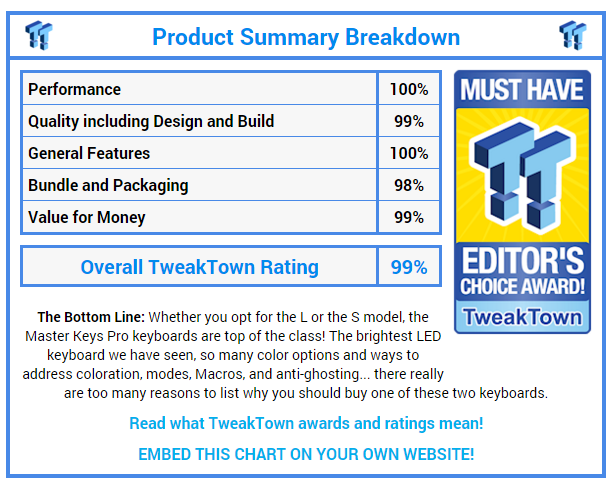 Product Summary Breakdown
Performance 100%
Quality including Design and Build 99%
General Features 100%
Bundle and Packaging 98%
Value for Money 99%
Overall TweakTown Rating 99%
MUST HAVE
TT
EDITOR'S
CHOICE AWARD!
TweakTown
The Bottom Line: Whether you opt for the L or the S model, the
Master Keys Pro keyboards are top of the class! The brightest LED
keyboard we have seen, so many color options and ways to
address coloration, modes, Macros, and anti-ghosting... there really
are too many reasons to list why you should buy one of these two keyboards.
Read what TweakTown awards and ratings mean!
EMBED THIS CHART ON YOUR OWN WEBSITE!